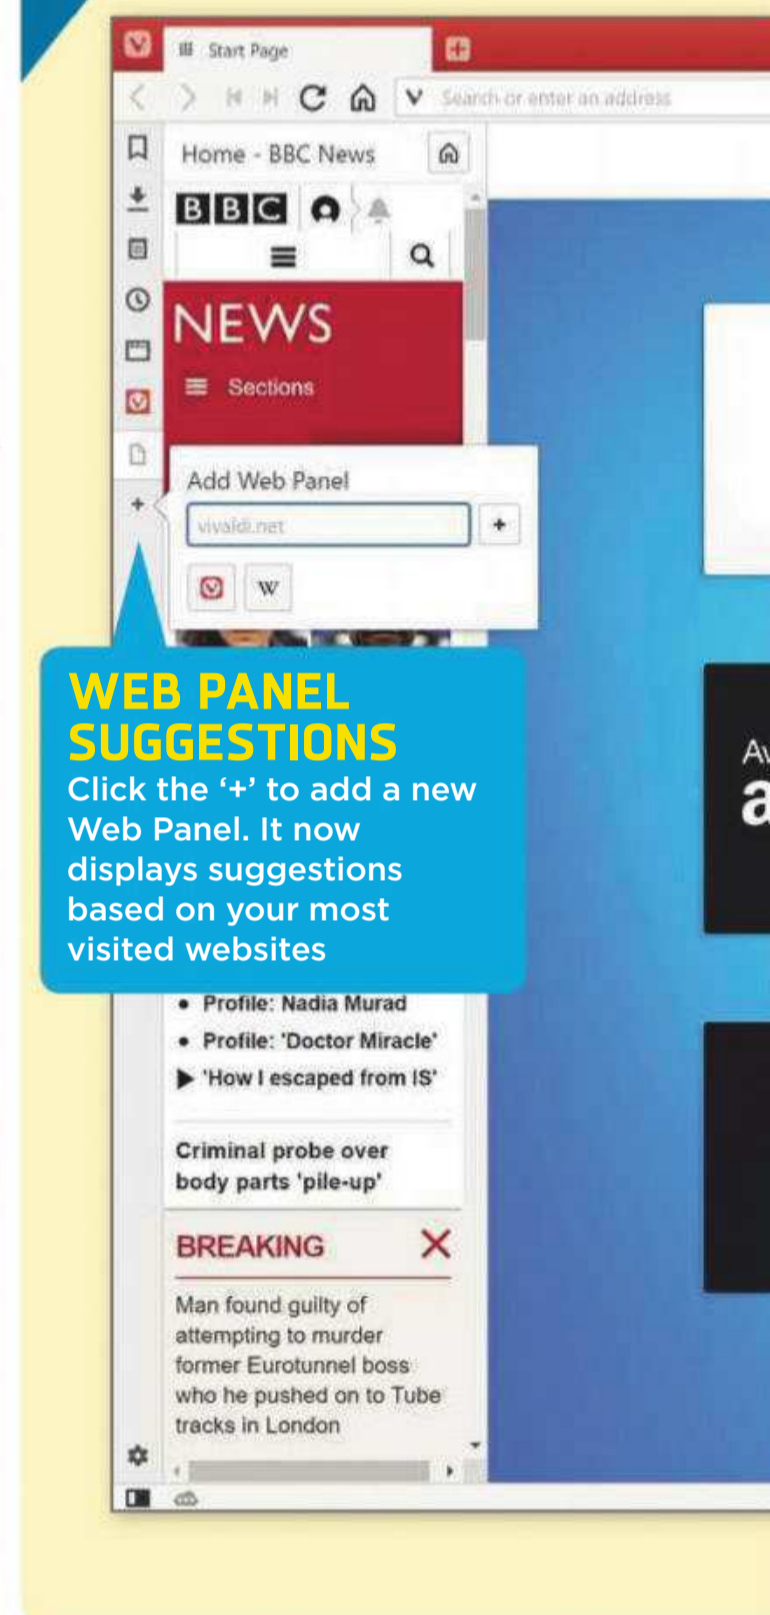 Start Page
Search or enter an address
Home - BBC News
BBC
NEWS
Sections
Add Web Panel
vivaldi.net
W
WEB PANEL
SUGGESTIONS
Click the ‘+’ to add a new
Web Panel. It now
displays suggestions
based on your most
visited websites
Av
a
• Profile: Nadia Murad
• Profile: 'Doctor Miracle'
▶ 'How I escaped from IS'
Criminal probe over
body parts 'pile-up'
BREAKING
Man found guilty of
attempting to murder
former Eurotunnel boss
who he pushed on to Tube
tracks in London